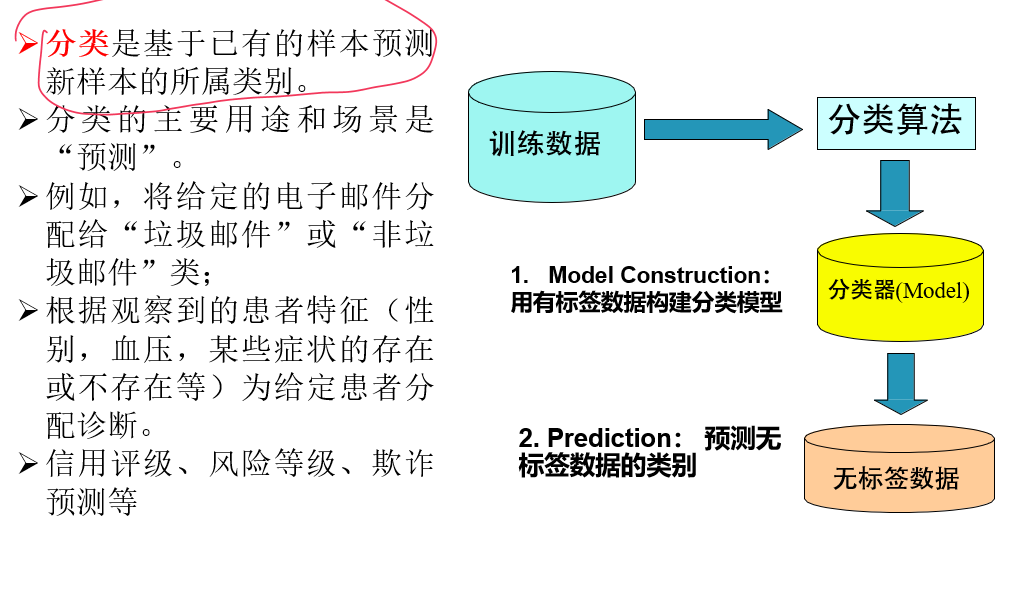 ➢分类是基于已有的样本预测
新样本的所属类别。
➢分类的主要用途和场景是
“预测”。
➢例如，将给定的电子邮件分
配给“垃圾邮件”或“非垃
圾邮件”类；
➢根据观察到的患者特征（性
别，血压，某些症状的存在
或不存在等）为给定患者分
配诊断。
➢信用评级、风险等级、欺诈
预测等
训练数据
分类算法
1. Model Construction：
用有标签数据构建分类模型
分类器(Model)
2. Prediction： 预测无
标签数据的类别
无标签数据